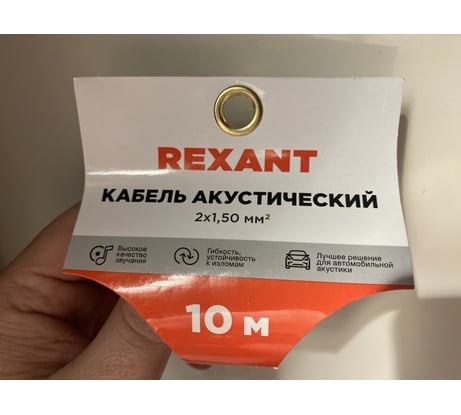 REXANT
КАБЕЛЬ АКУСТИЧЕСКИЙ
2х1,50 мм²
Высокое
качество
звучания
Гибкость,
устойчивость
к изломам
Лучшее решение
для автомобильной
акустики
10 м